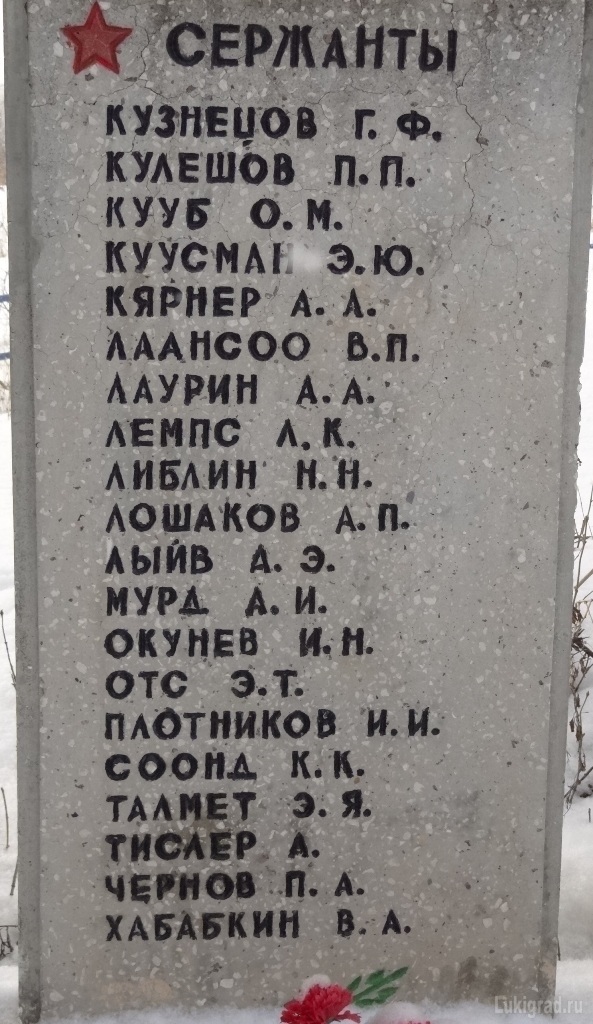 СЕРЖАНТЫ
КУЗНЕЦОВ Г. Ф.
КУЛЕШОВ П. П.
КУУБ О. М.
КУУСМАН Э. Ю.
КЯРНЕР А. А.
ЛААНСОО В. П.
ЛАУРИН А. А.
ЛЕМПС Л. К.
ЛИБЛИН Н. Н.
ЛОШАКОВ А. П.
ЛЫЙВ А. Э.
МУРД А. И.
ОКУНЕВ И. Н.
ОТС Э. Т.
ПЛОТНИКОВ И. И.
СООНД К. К.
ТАЛМЕТ Э. Я.
ТИСЛЕР А.
ЧЕРНОВ П. А.
ХАБАБКИН В. А.
Lukigrad.ru